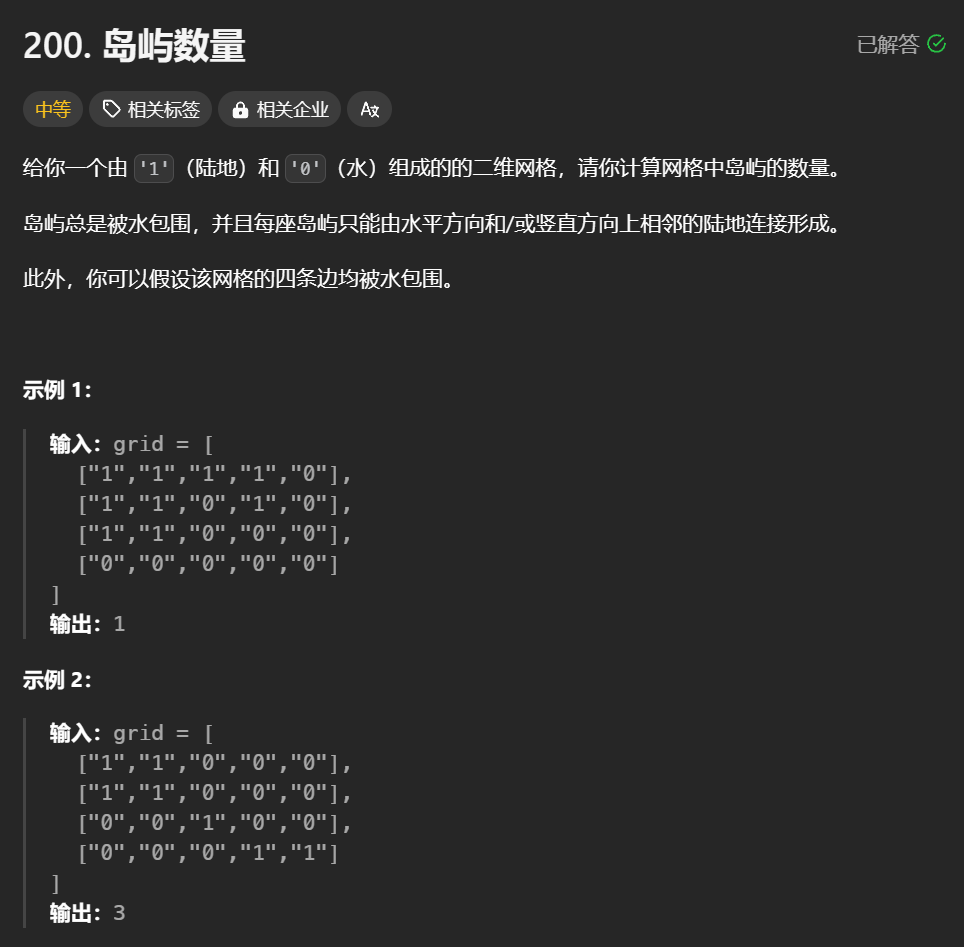 200. 岛屿数量
已解答
中等 相关标签 相关企业
给你一个由 '1'（陆地）和 '0'（水）组成的的二维网格，请你计算网格中岛屿的数量。
岛屿总是被水包围，并且每座岛屿只能由水平方向和/或竖直方向上相邻的陆地连接形成。
此外，你可以假设该网格的四条边均被水包围。
示例 1：
输入：grid = [
["1","1","1","1","0"],
["1","1","0","1","0"],
["1","1","0","0","0"],
["0","0","0","0","0"]
]
输出：1
示例 2：
输入：grid = [
["1","1","0","0","0"],
["1","1","0","0","0"],
["0","0","1","0","0"],
["0","0","0","1","1"]
]
输出：3